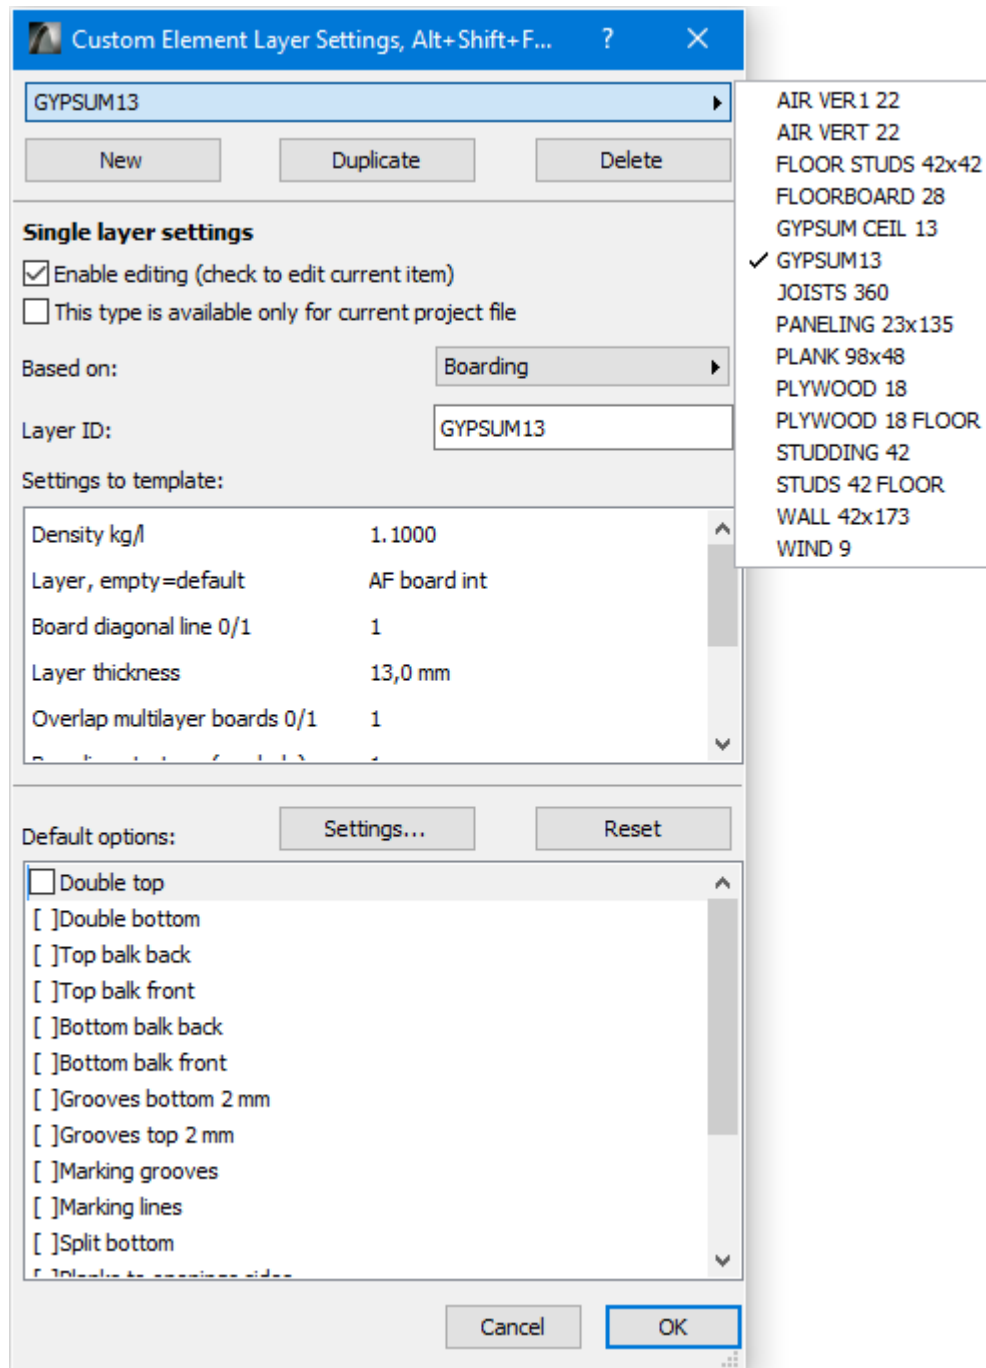 Custom Element Layer Settings, Alt+Shift+F... ?
GYPSUM13
New Duplicate Delete
Single layer settings
Enable editing (check to edit current item)
This type is available only for current project file
Based on: Boarding
Layer ID: GYPSUM13
Settings to template:
Density kg/l 1.1000
Layer, empty=default AF board int
Board diagonal line 0/1 1
Layer thickness 13,0 mm
Overlap multilayer boards 0/1 1
Default options: Settings... Reset
Double top
[ ]Double bottom
[ ]Top balk back
[ ]Top balk front
[ ]Bottom balk back
[ ]Bottom balk front
[ ]Grooves bottom 2 mm
[ ]Grooves top 2 mm
[ ]Marking grooves
[ ]Marking lines
[ ]Split bottom
[ ]Planks to openings sides
Cancel OK
AIR VER1 22
AIR VERT 22
FLOOR STUDS 42x42
FLOORBOARD 28
GYPSUM CEIL 13
GYPSUM13
JOISTS 360
PANELING 23x135
PLANK 98x48
PLYWOOD 18
PLYWOOD 18 FLOOR
STUDDING 42
STUDS 42 FLOOR
WALL 42x173
WIND 9